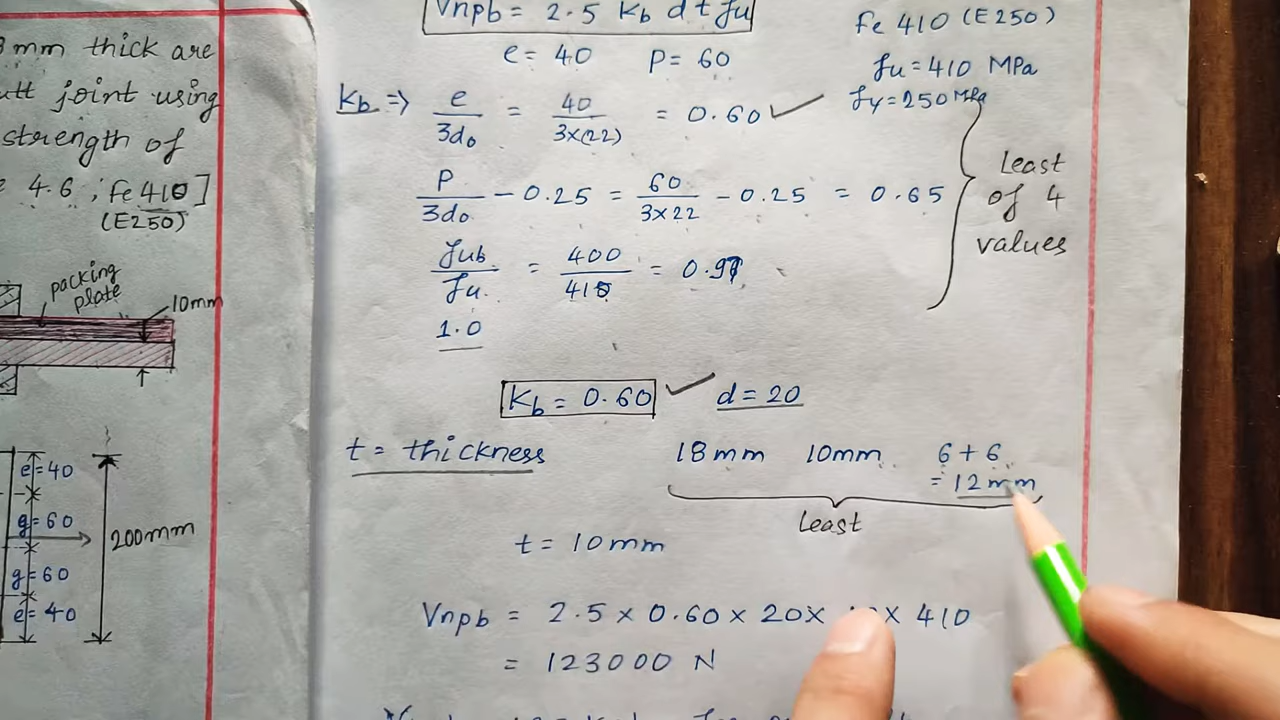 mm thick are
joint using
strength of
4.6, Fe 410]
(E250)
packing
plate
10mm
e=40
g=60
200mm
g=60
e=40
Vnpb = 2.5 Kb d t fu
e = 40 P = 60
Fe 410 (E250)
fu = 410 MPa
fy = 250 MPa
Kb ⇒ e/3do = 40/3×(22) = 0.60 ✓
P/3do - 0.25 = 60/3×22 - 0.25 = 0.65
fub/fu = 400/410 = 0.97
1.0
Least
of 4
values
Kb = 0.60 ✓ d = 20
t = thickness 18mm 10mm 6+6
= 12mm
Least
t = 10mm
Vnpb = 2.5 × 0.60 × 20 × × 410
= 123000 N